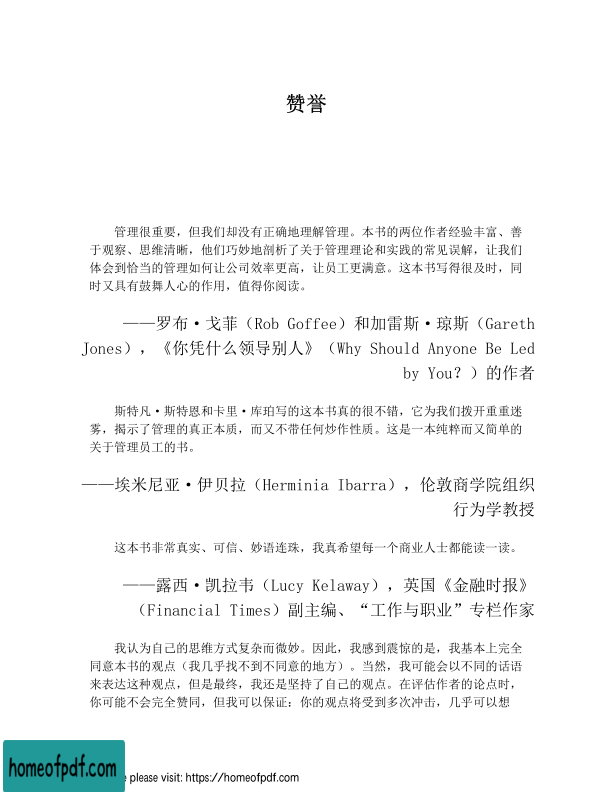 赞誉
管理很重要，但我们却没有正确地理解管理。本书的两位作者经验丰富、善
于观察、思维清晰，他们巧妙地剖析了关于管理理论和实践的常见误解，让我们
体会到恰当的管理如何让公司效率更高，让员工更满意。这本书写得很及时，同
时又具有鼓舞人心的作用，值得你阅读。
——罗布·戈菲（Rob Goffee）和加雷斯·琼斯（Gareth
Jones），《你凭什么领导别人》（Why Should Anyone Be Led
by You？）的作者
斯特凡·斯特恩和卡里·库珀写的这本书真的很不错，它为我们拨开重重迷
雾，揭示了管理的真正本质，而又不带任何炒作性质。这是一本纯粹而又简单的
关于管理员工的书。
——埃米尼亚·伊贝拉（Herminia Ibarra），伦敦商学院组织
行为学教授
这本书非常真实、可信、妙语连珠，我真希望每一个商业人士都能读一读。
——露西·凯拉韦（Lucy Kelaway），英国《金融时报》
（Financial Times）副主编、“工作与职业”专栏作家
我认为自己的思维方式复杂而微妙。因此，我感到震惊的是，我基本上完全
同意本书的观点（我几乎找不到不同意的地方）。当然，我可能会以不同的话语
来表达这种观点，但是最终，我还是坚持了自己的观点。在评估作者的论点时，
你可能不会完全赞同，但我可以保证：你的观点将受到多次冲击，几乎可以想
homeofpdf.com
please visit: https://homeofpdf.com